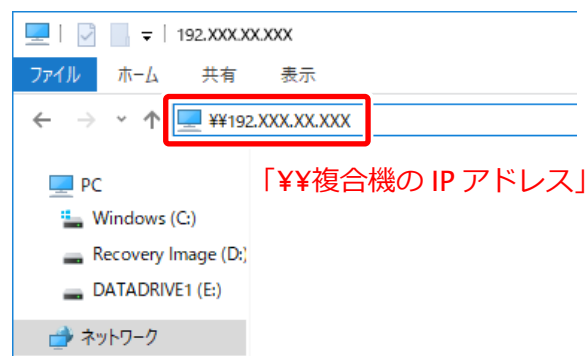 192.XXX.XX.XXX
ファイル ホーム 共有 表示
¥¥192.XXX.XX.XXX
「¥¥複合機の IP アドレス」
PC
Windows (C:)
Recovery Image (D:)
DATADRIVE1 (E:)
ネットワーク